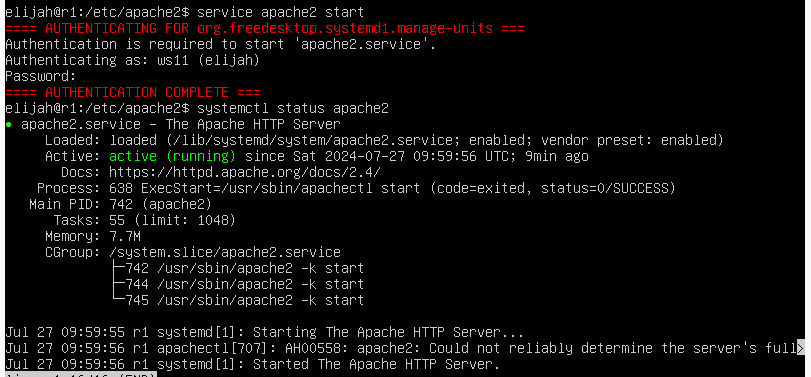 elijah@r1:/etc/apache2$ service apache2 start
==== AUTHENTICATING FOR org.freedesktop.systemd1.manage-units ===
Authentication is required to start 'apache2.service'.
Authenticating as: ws11 (elijah)
Password:
==== AUTHENTICATION COMPLETE ===
elijah@r1:/etc/apache2$ systemctl status apache2
● apache2.service - The Apache HTTP Server
Loaded: loaded (/lib/systemd/system/apache2.service; enabled; vendor preset: enabled)
Active: active (running) since Sat 2024-07-27 09:59:56 UTC; 9min ago
Docs: https://httpd.apache.org/docs/2.4/
Process: 638 ExecStart=/usr/sbin/apachectl start (code=exited, status=0/SUCCESS)
Main PID: 742 (apache2)
Tasks: 55 (limit: 1048)
Memory: 7.7M
CGroup: /system.slice/apache2.service
├─742 /usr/sbin/apache2 -k start
├─744 /usr/sbin/apache2 -k start
└─745 /usr/sbin/apache2 -k start
Jul 27 09:59:55 r1 systemd[1]: Starting The Apache HTTP Server...
Jul 27 09:59:56 r1 apachectl[707]: AH00558: apache2: Could not reliably determine the server's full>
Jul 27 09:59:56 r1 systemd[1]: Started The Apache HTTP Server.